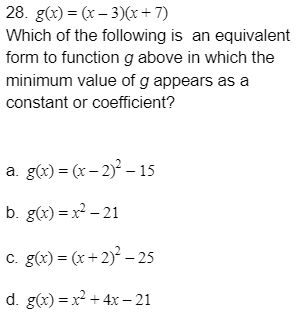 28. g(x) = (x – 3)(x + 7)
Which of the following is an equivalent
form to function g above in which the
minimum value of g appears as a
constant or coefficient?
a. g(x) = (x – 2)² – 15
b. g(x) = x² – 21
c. g(x) = (x + 2)² – 25
d. g(x) = x² + 4x – 21